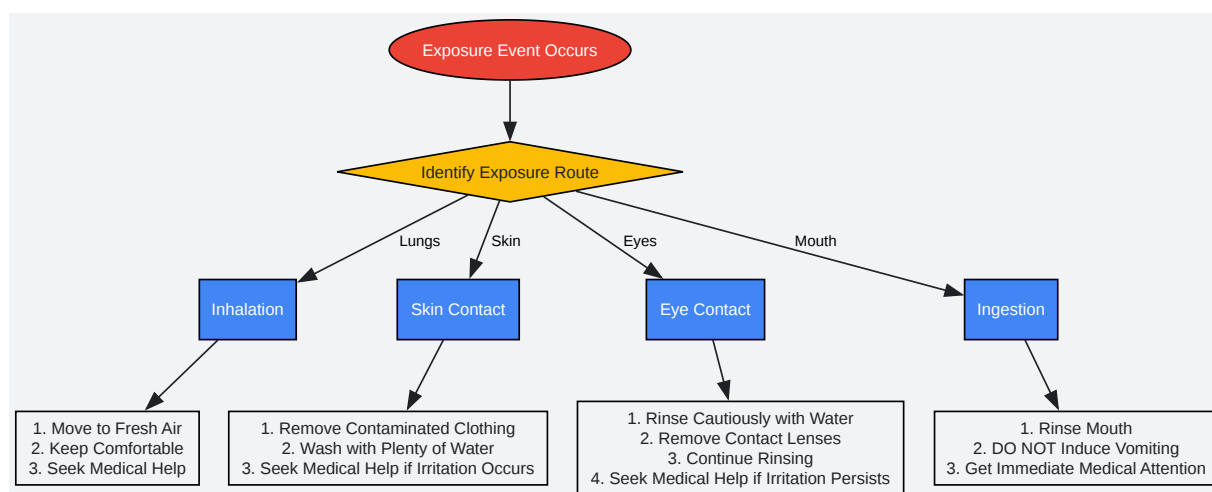 Exposure Event Occurs
Identify Exposure Route
Lungs
Skin
Eyes
Mouth
Inhalation
Skin Contact
Eye Contact
Ingestion
1. Move to Fresh Air
2. Keep Comfortable
3. Seek Medical Help
1. Remove Contaminated Clothing
2. Wash with Plenty of Water
3. Seek Medical Help if Irritation Occurs
1. Rinse Cautiously with Water
2. Remove Contact Lenses
3. Continue Rinsing
4. Seek Medical Help if Irritation Persists
1. Rinse Mouth
2. DO NOT Induce Vomiting
3. Get Immediate Medical Attention